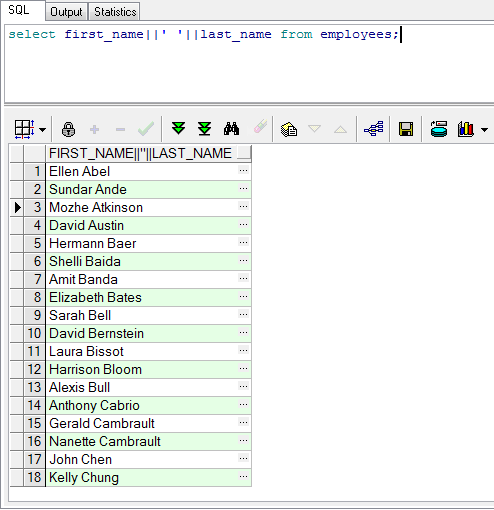 SQL Output Statistics
select first_name||' '||last_name from employees;
FIRST_NAME||''||LAST_NAME
1 Ellen Abel ...
2 Sundar Ande ...
3 Mozhe Atkinson ...
4 David Austin ...
5 Hermann Baer ...
6 Shelli Baida ...
7 Amit Banda ...
8 Elizabeth Bates ...
9 Sarah Bell ...
10 David Bernstein ...
11 Laura Bissot ...
12 Harrison Bloom ...
13 Alexis Bull ...
14 Anthony Cabrio ...
15 Gerald Cambrault ...
16 Nanette Cambrault ...
17 John Chen ...
18 Kelly Chung ...